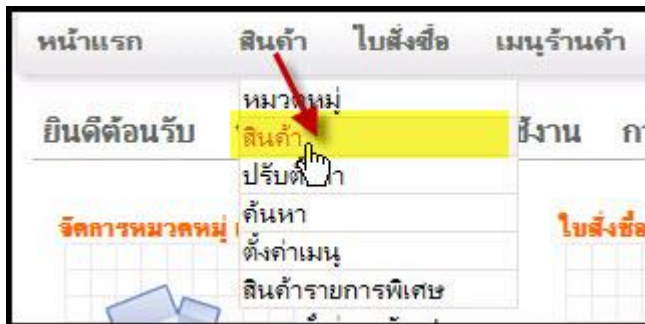 หน้าแรก สินค้า ใบสั่งซื้อ เมนูร้านค้า
หมวดหมู่
ยินดีต้อนรับ
สินค้า
ค้นหา
จัดการหมวดหมู่
ใบสั่งซื้อ
ตั้งค่าเมนู
สินค้ารายการพิเศษ